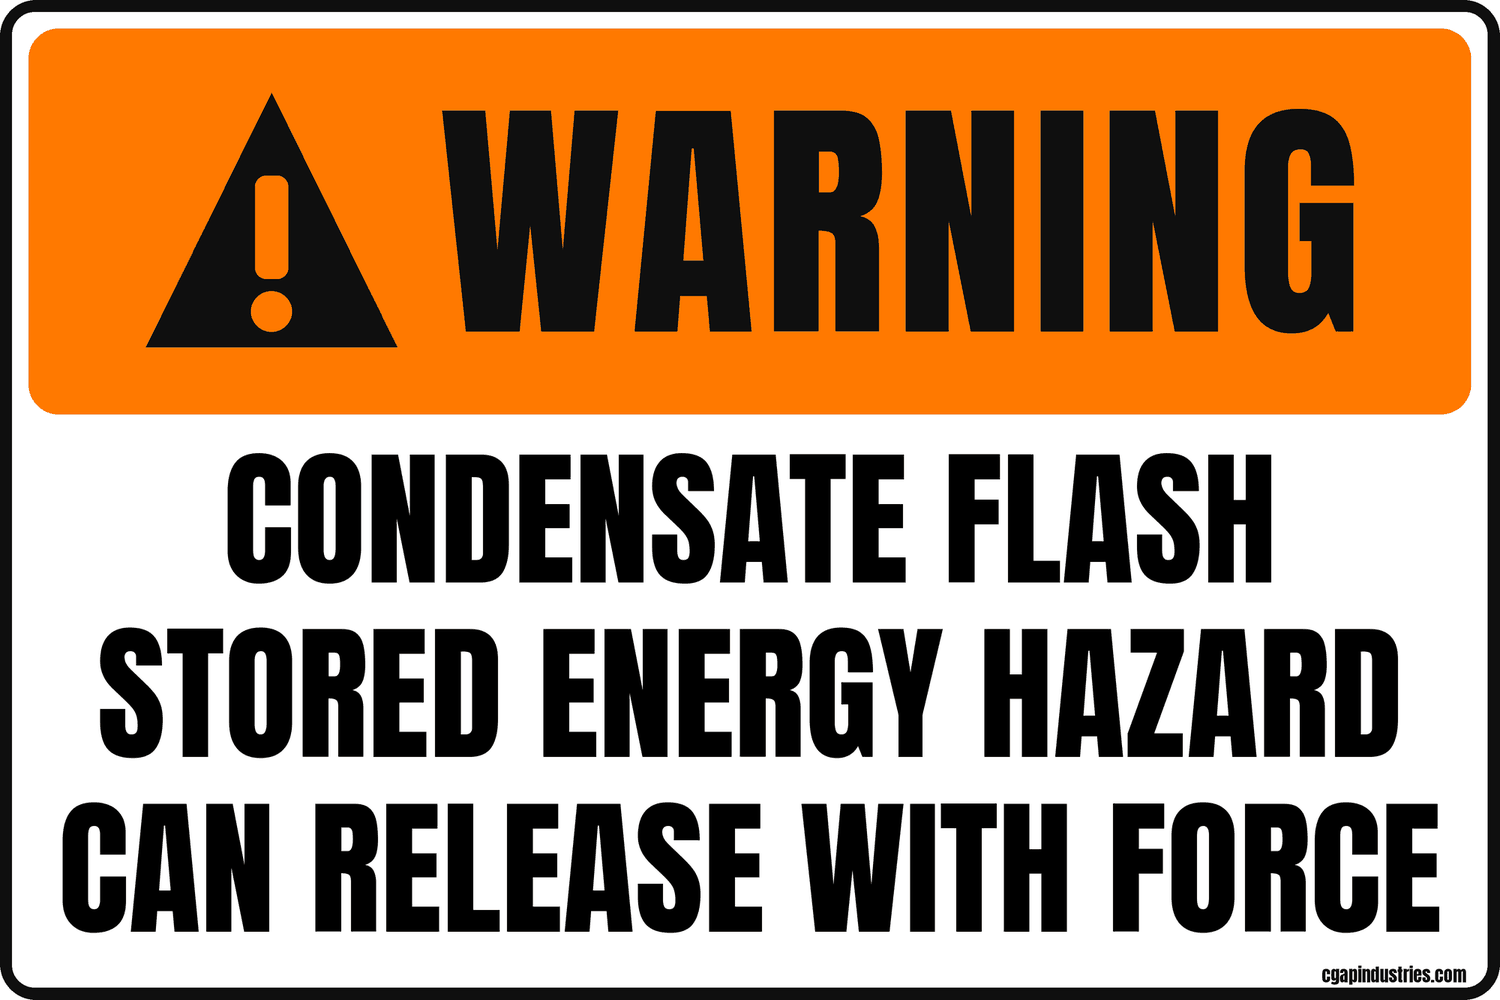 WARNING
CONDENSATE FLASH
STORED ENERGY HAZARD
CAN RELEASE WITH FORCE
cgapindustries.com